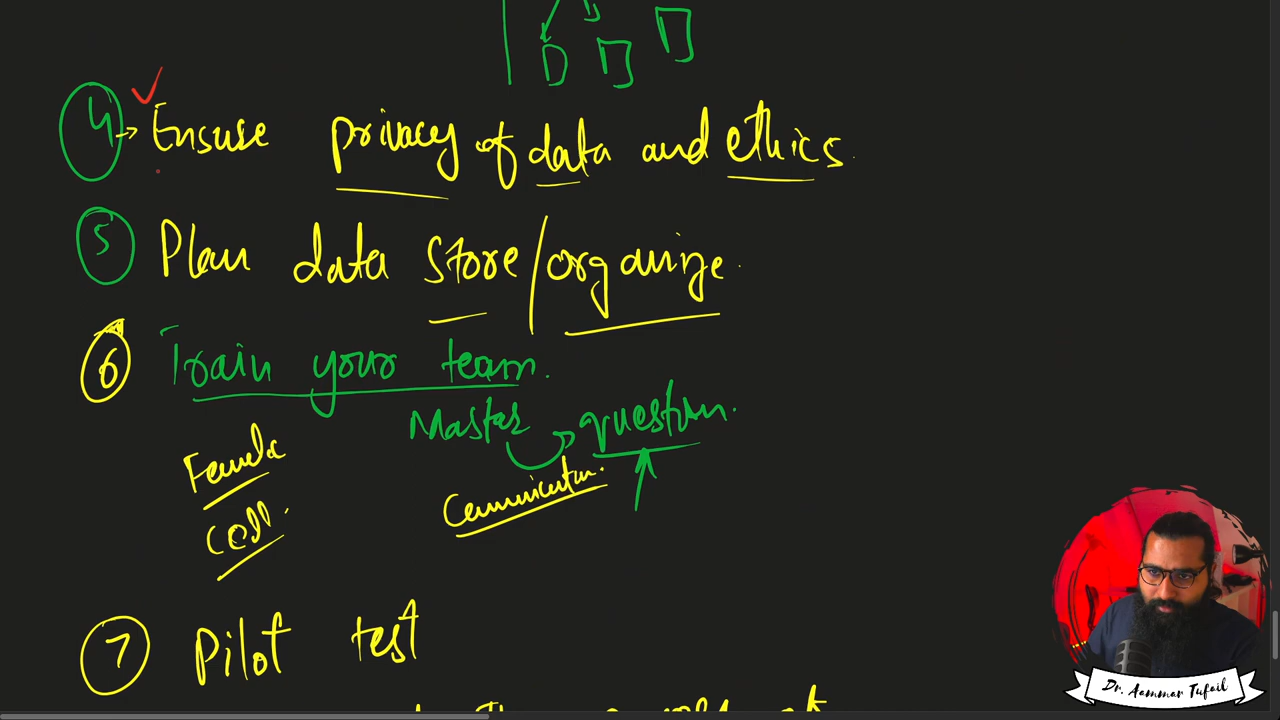 4 → Ensure privacy of data and ethics.
5 Plan data store/organize.
6 Train your team.
Master question.
Female
Communication.
Coll.
7 Pilot test
Dr. Aammar Tufail